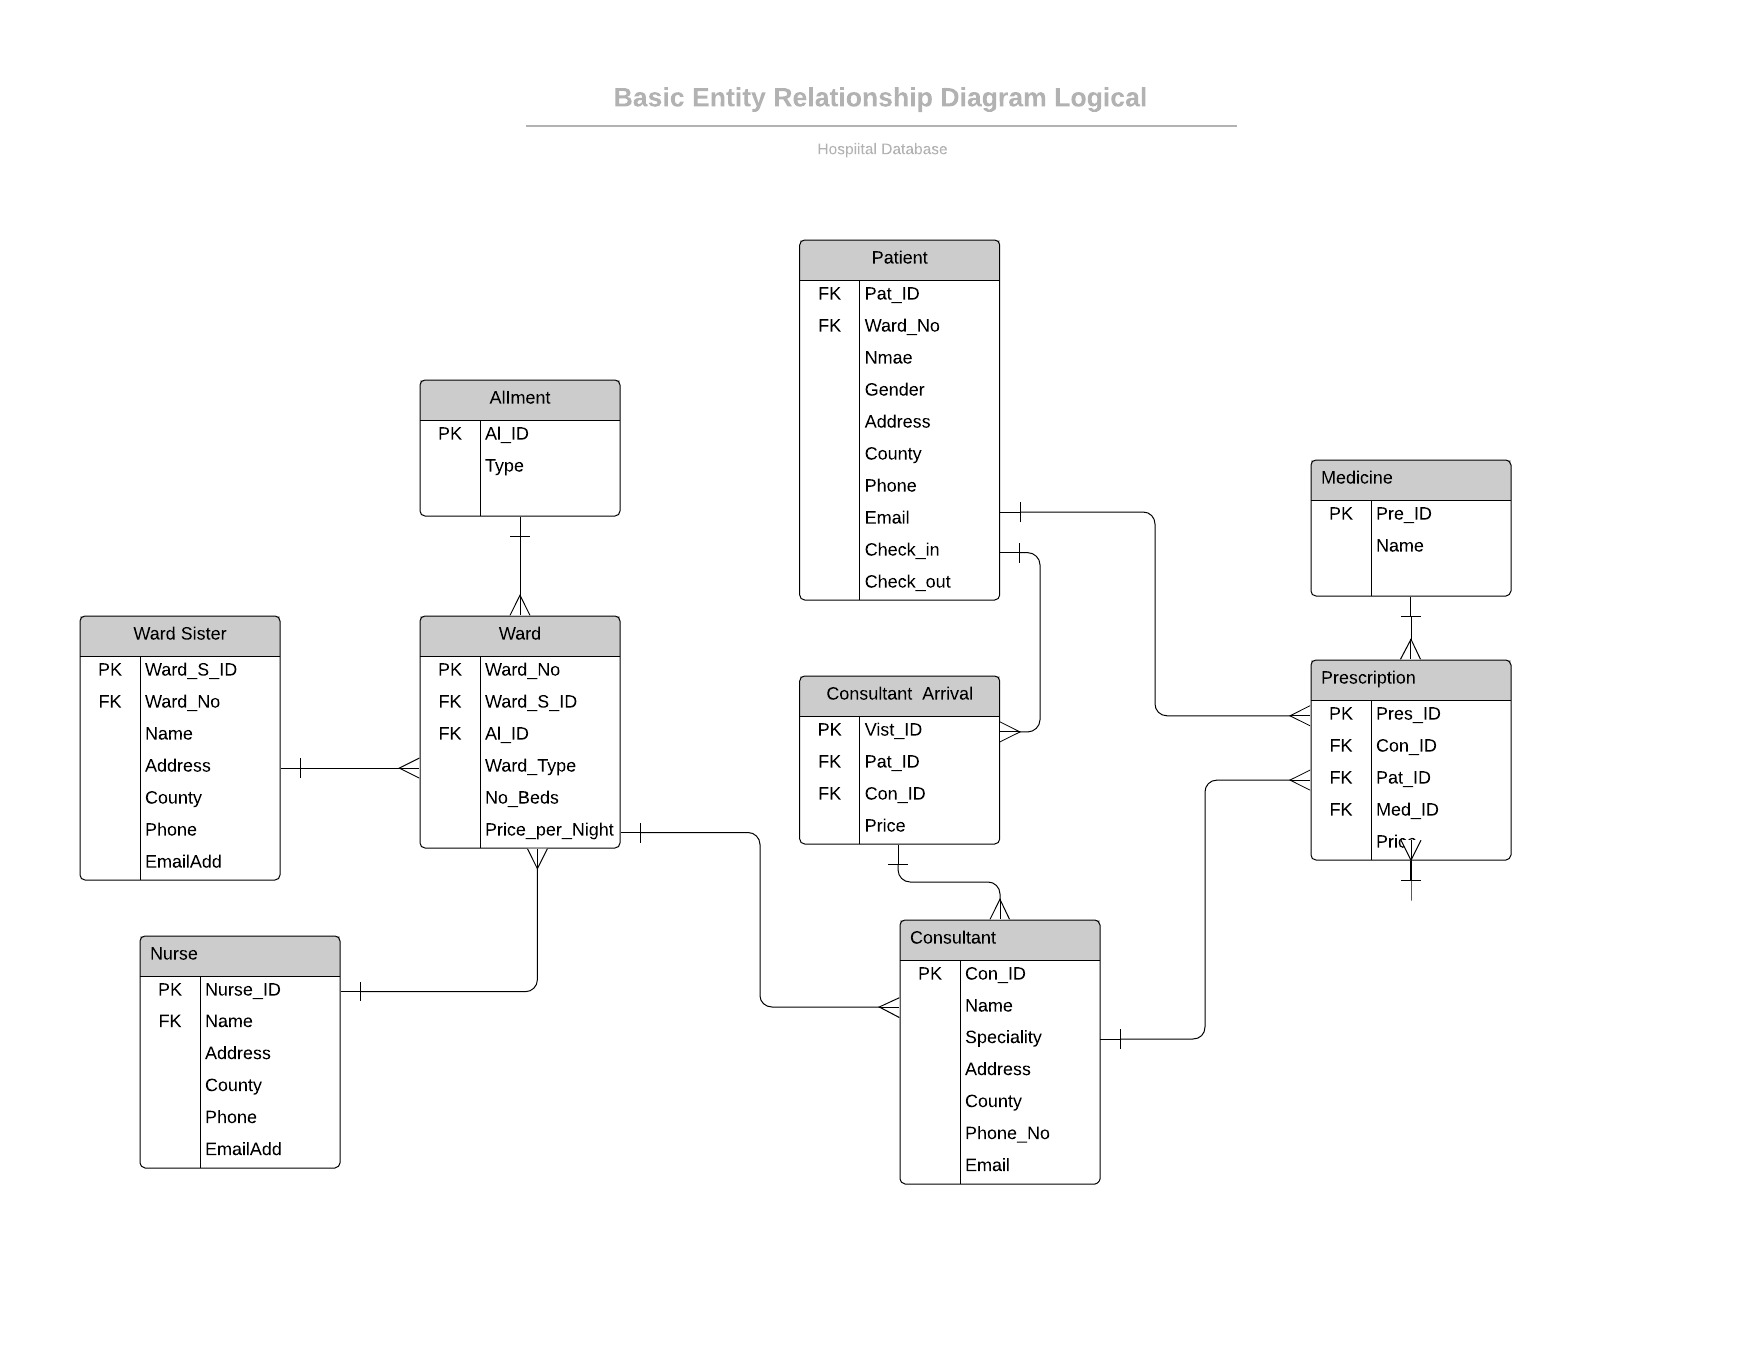 Basic Entity Relationship Diagram Logical
Hospiital Database
Patient
FK Pat_ID
FK Ward_No
Nmae
Gender
Address
County
Phone
Email
Check_in
Check_out
AIlment
PK Al_ID
Type
Medicine
PK Pre_ID
Name
Ward Sister
PK Ward_S_ID
FK Ward_No
Name
Address
County
Phone
EmailAdd
Ward
PK Ward_No
FK Ward_S_ID
FK Al_ID
Ward_Type
No_Beds
Price_per_Night
Consultant Arrival
PK Vist_ID
FK Pat_ID
FK Con_ID
Price
Prescription
PK Pres_ID
FK Con_ID
FK Pat_ID
FK Med_ID
Price
Nurse
PK Nurse_ID
FK Name
Address
County
Phone
EmailAdd
Consultant
PK Con_ID
Name
Speciality
Address
County
Phone_No
Email